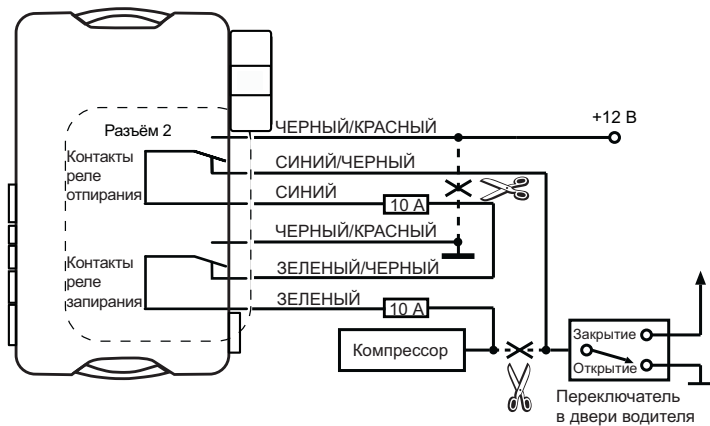 Разъём 2
Контакты
реле
отпирания
Контакты
реле
запирания
ЧЕРНЫЙ/КРАСНЫЙ
СИНИЙ/ЧЕРНЫЙ
СИНИЙ
10 А
ЧЕРНЫЙ/КРАСНЫЙ
ЗЕЛЕНЫЙ/ЧЕРНЫЙ
ЗЕЛЕНЫЙ
10 А
+12 В
Компрессор
Закрытие
Открытие
Переключатель
в двери водителя